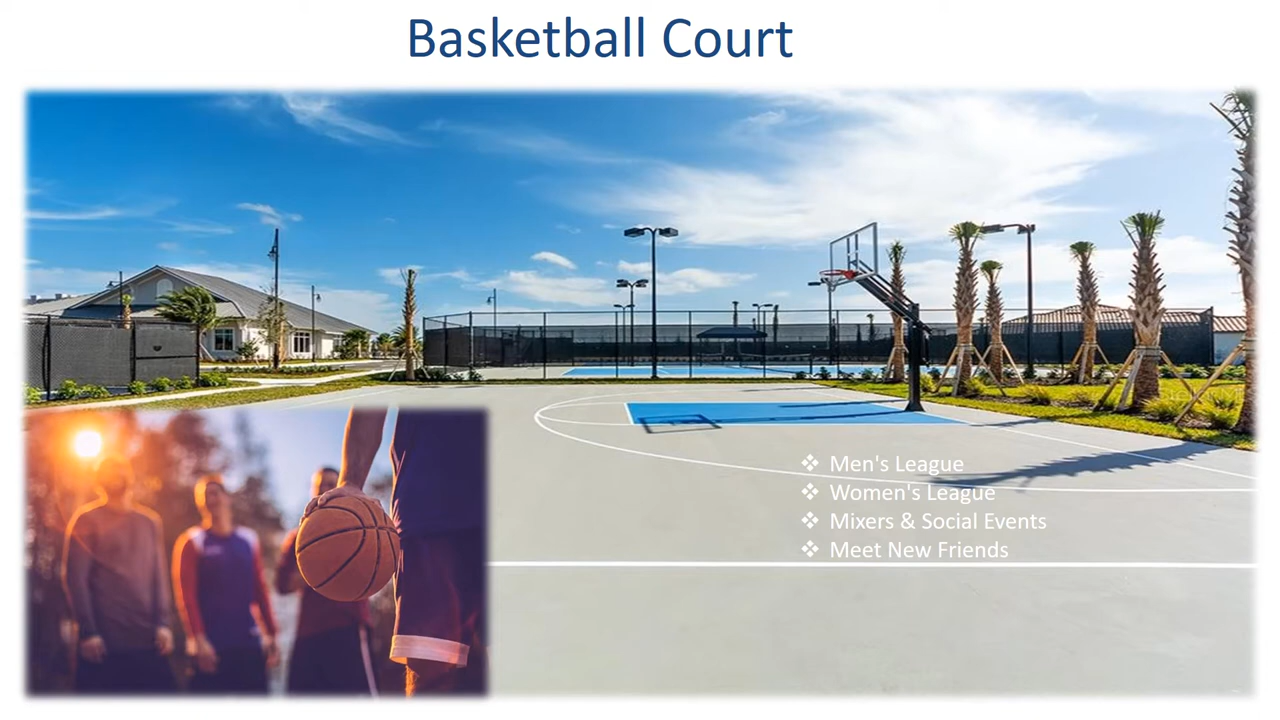 Basketball Court
❖ Men's League
❖ Women's League
❖ Mixers & Social Events
❖ Meet New Friends